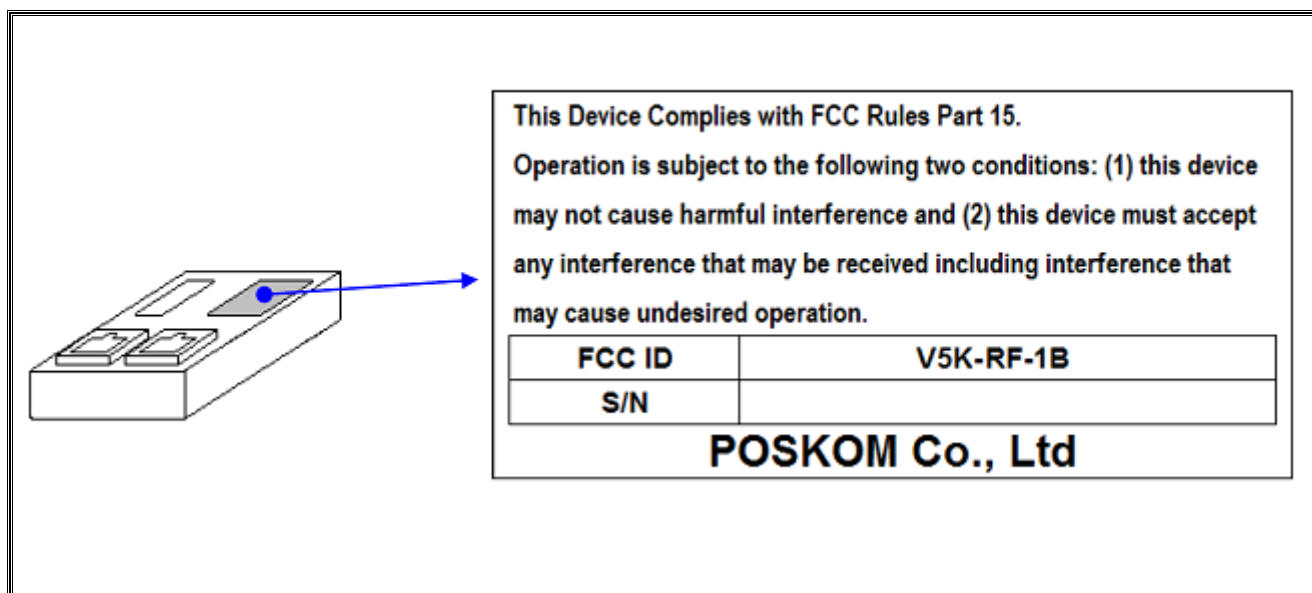 This Device Complies with FCC Rules Part 15.
Operation is subject to the following two conditions: (1) this device
may not cause harmful interference and (2) this device must accept
any interference that may be received including interference that
may cause undesired operation.
FCC ID V5K-RF-1B
S/N
POSKOM Co., Ltd